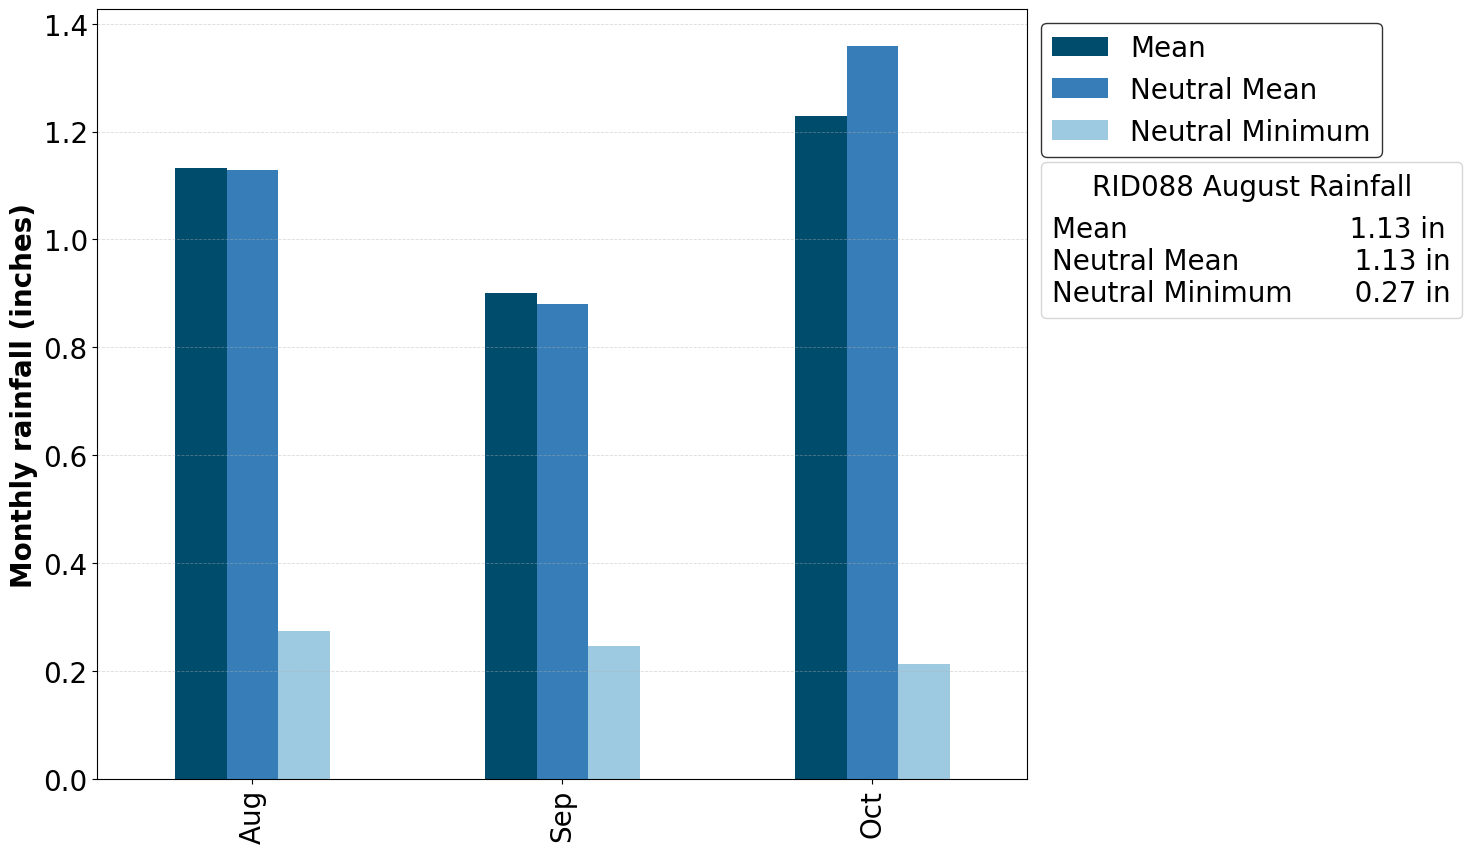 1.4
1.2
1.0
0.8
0.6
0.4
0.2
0.0
Monthly rainfall (inches)
Aug
Sep
Oct
Mean
Neutral Mean
Neutral Minimum
RID088 August Rainfall
Mean 1.13 in
Neutral Mean 1.13 in
Neutral Minimum 0.27 in